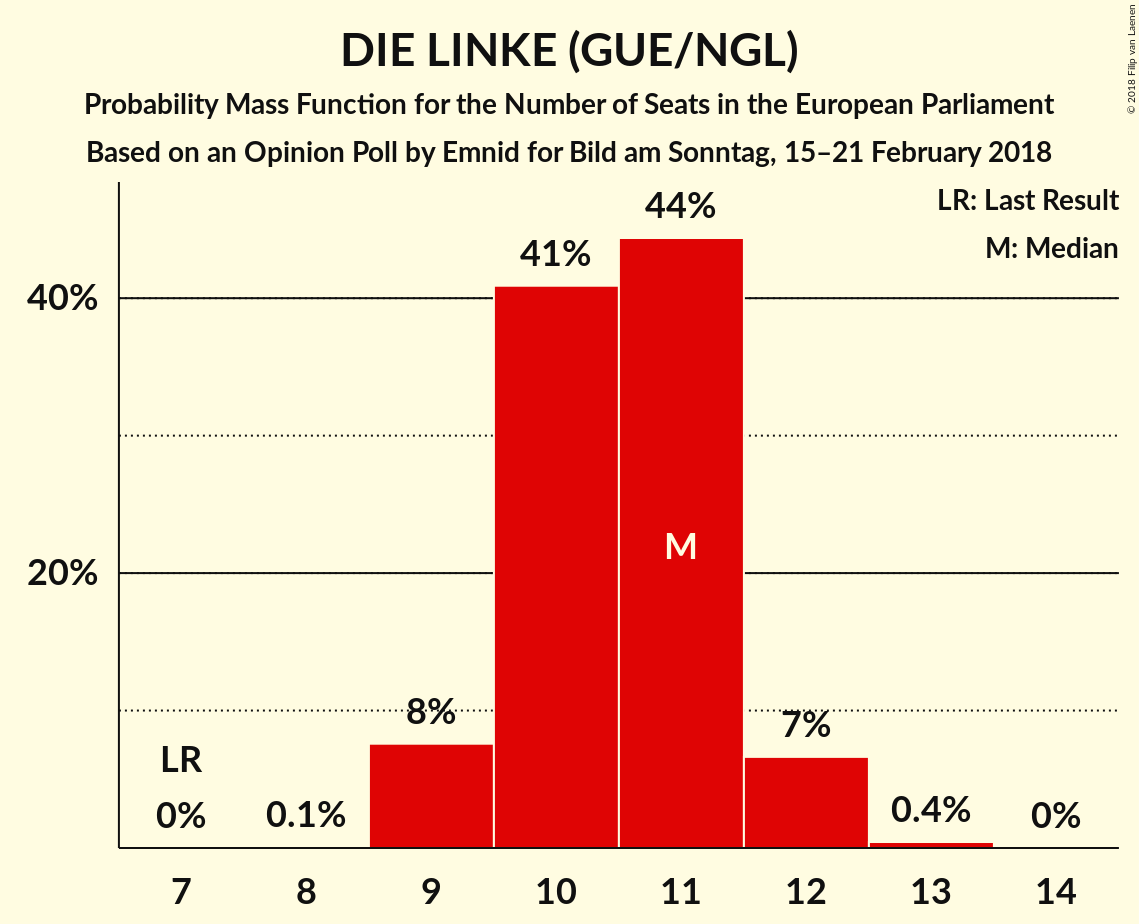 DIE LINKE (GUE/NGL)
Probability Mass Function for the Number of Seats in the European Parliament
Based on an Opinion Poll by Emnid for Bild am Sonntag, 15–21 February 2018
© 2018 Filip van Laenen
LR: Last Result
M: Median
44%
41%
40%
M
20%
8%
7%
LR
0%
0.1%
0.4%
0%
7 8 9 10 11 12 13 14